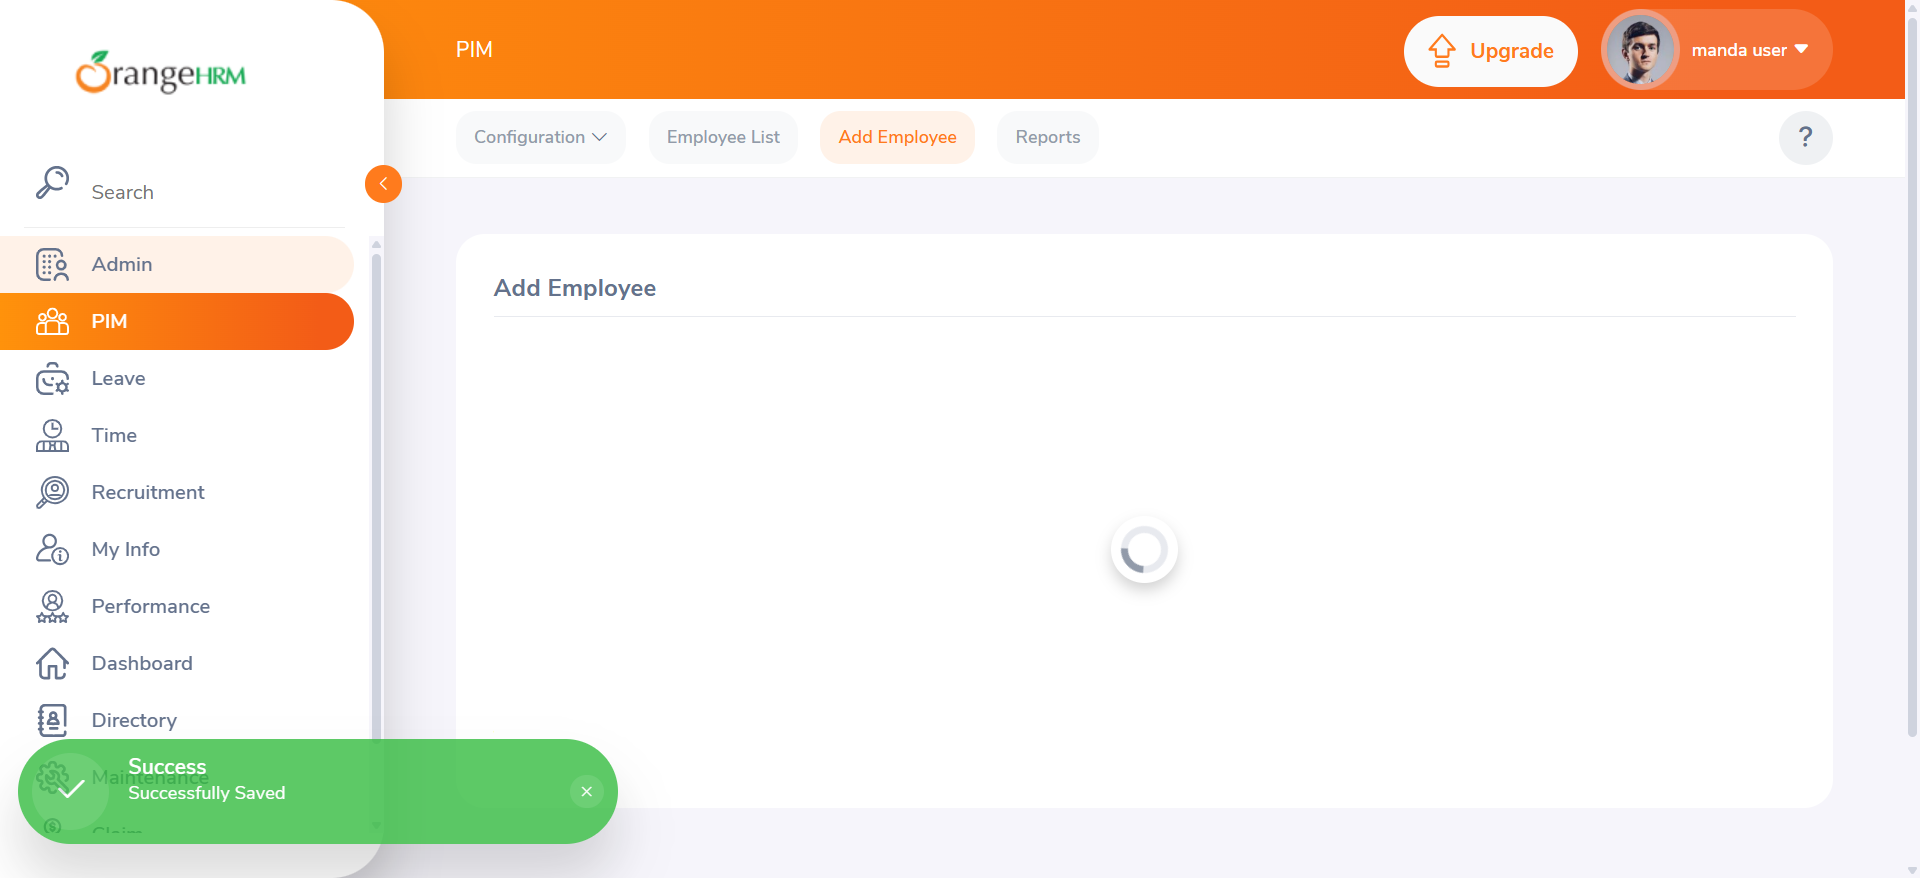 OrangeHRM
PIM
Upgrade
manda user
Configuration
Employee List
Add Employee
Reports
?
Search
Admin
PIM
Leave
Time
Recruitment
My Info
Performance
Dashboard
Directory
Maintenance
Claim
Add Employee
Success
Successfully Saved